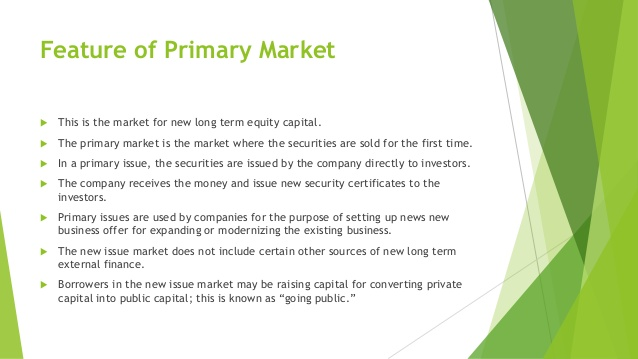 Feature of Primary Market
This is the market for new long term equity capital.
The primary market is the market where the securities are sold for the first time.
In a primary issue, the securities are issued by the company directly to investors.
The company receives the money and issue new security certificates to the
investors.
Primary issues are used by companies for the purpose of setting up news new
business offer for expanding or modernizing the existing business.
The new issue market does not include certain other sources of new long term
external finance.
Borrowers in the new issue market may be raising capital for converting private
capital into public capital; this is known as “going public.”